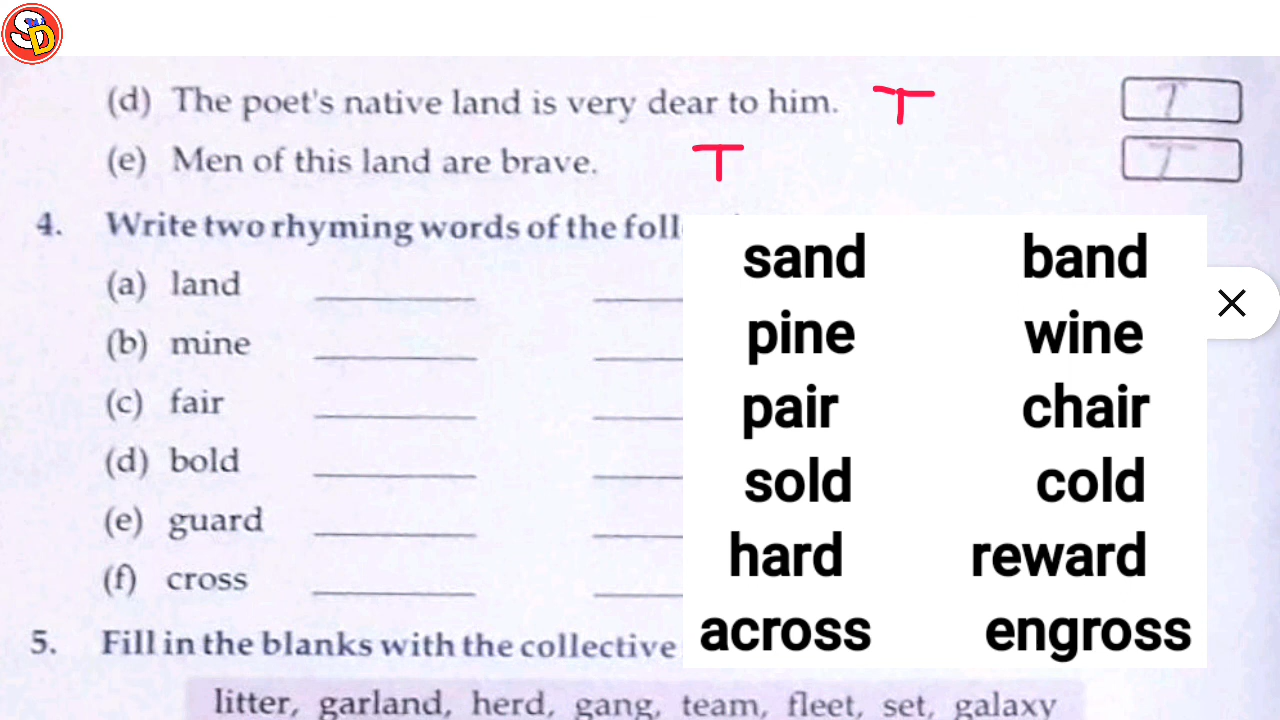 SD
(d) The poet's native land is very dear to him. T T
(e) Men of this land are brave. T T
4. Write two rhyming words of the foll
(a) land sand band
(b) mine pine wine
(c) fair pair chair
(d) bold sold cold
(e) guard hard reward
(f) cross across engross
5. Fill in the blanks with the collective
litter, garland, herd, gang, team, fleet, set, galaxy